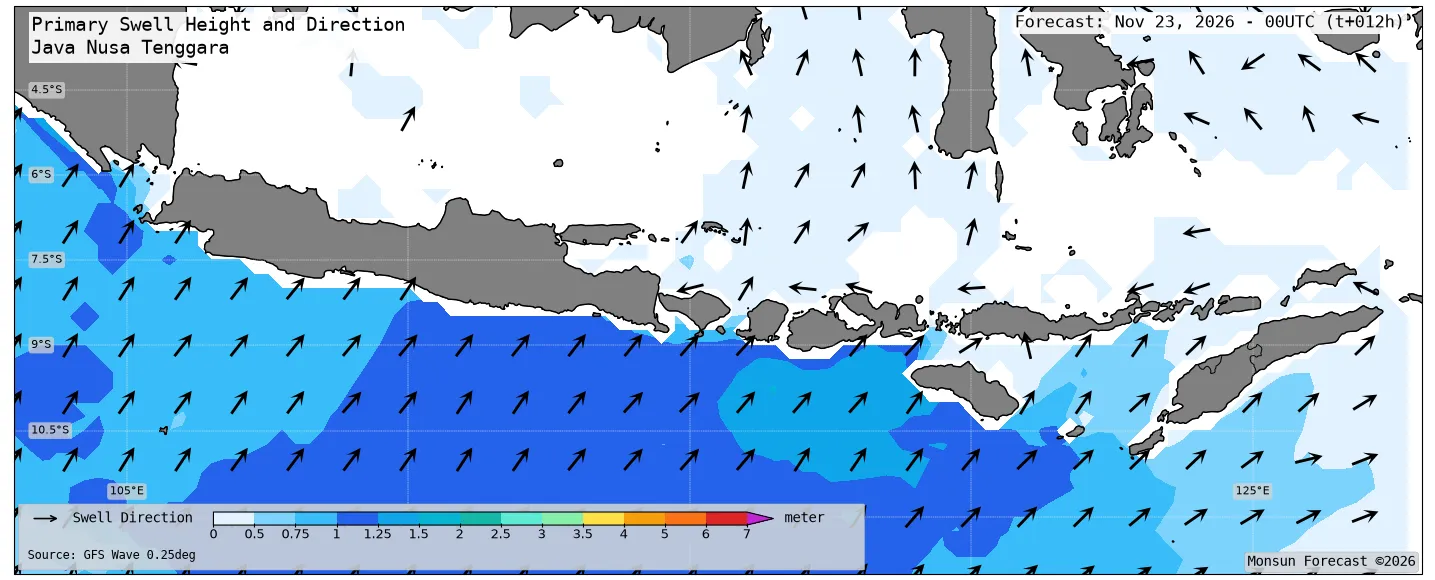 Primary Swell Height and Direction
Java Nusa Tenggara
Forecast: Nov 23, 2026 - 00UTC (t+012h)
4.5°S
6°S
7.5°S
9°S
10.5°S
105°E
125°E
Swell Direction
0 0.5 0.75 1 1.25 1.5 2 2.5 3 3.5 4 5 6 7
meter
Source: GFS Wave 0.25deg
Monsun Forecast ©2026